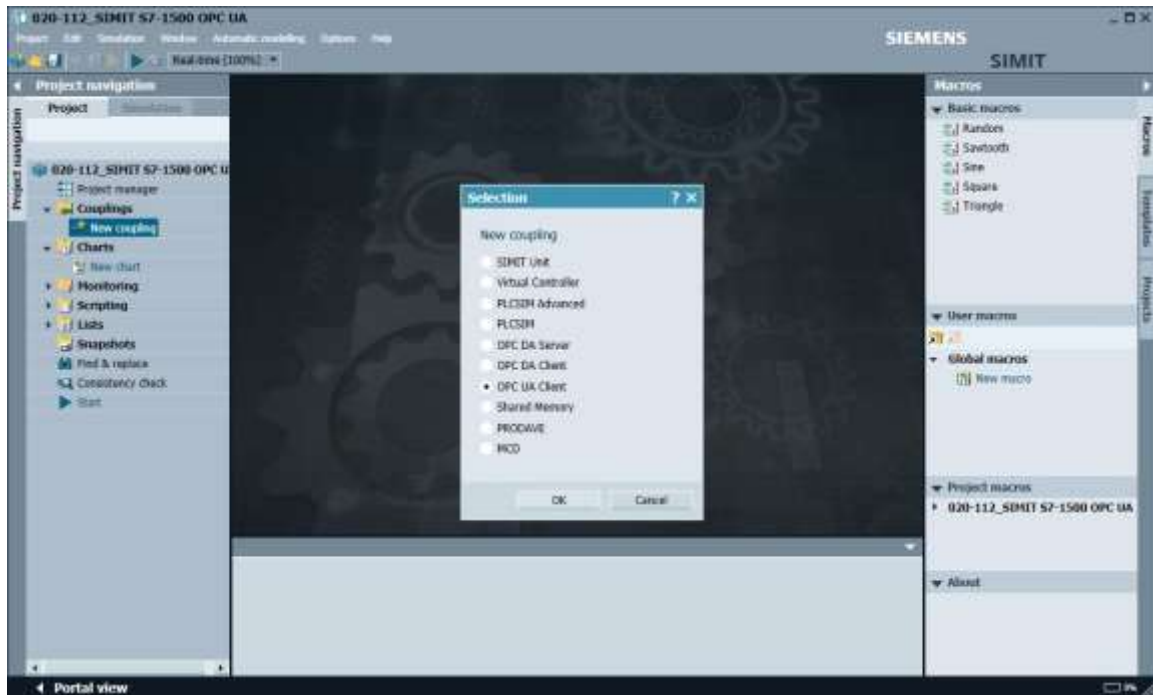 020-112_SIMIT S7-1500 OPC UA
Project Edit Simulation Window Automatic modeling Options Help
SIEMENS
Real-time (100%)
SIMIT
Project navigation
Project Simulation
Project navigation
020-112_SIMIT S7-1500 OPC U
Project manager
Couplings
New coupling
Charts
New chart
Monitoring
Scripting
Lists
Snapshots
Find & replace
Consistency check
Start
Selection ? ×
New coupling
SIMIT Unit
Virtual Controller
PLCSIM Advanced
PLCSIM
OPC DA Server
OPC DA Client
OPC UA Client
Shared Memory
PRODAVE
MCD
OK Cancel
Macros
Basic macros
Random
Sawtooth
Sine
Square
Triangle
User macros
Global macros
New macro
Project macros
020-112_SIMIT S7-1500 OPC UA
About
Macros
Templates
Projects
Portal view